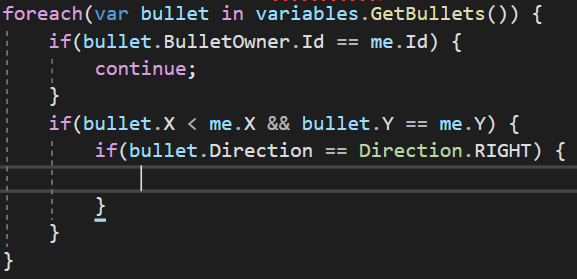 foreach(var bullet in variables.GetBullets()) {
    if(bullet.BulletOwner.Id == me.Id) {
        continue;
    }
    if(bullet.X < me.X && bullet.Y == me.Y) {
        if(bullet.Direction == Direction.RIGHT) {

        }
    }
}